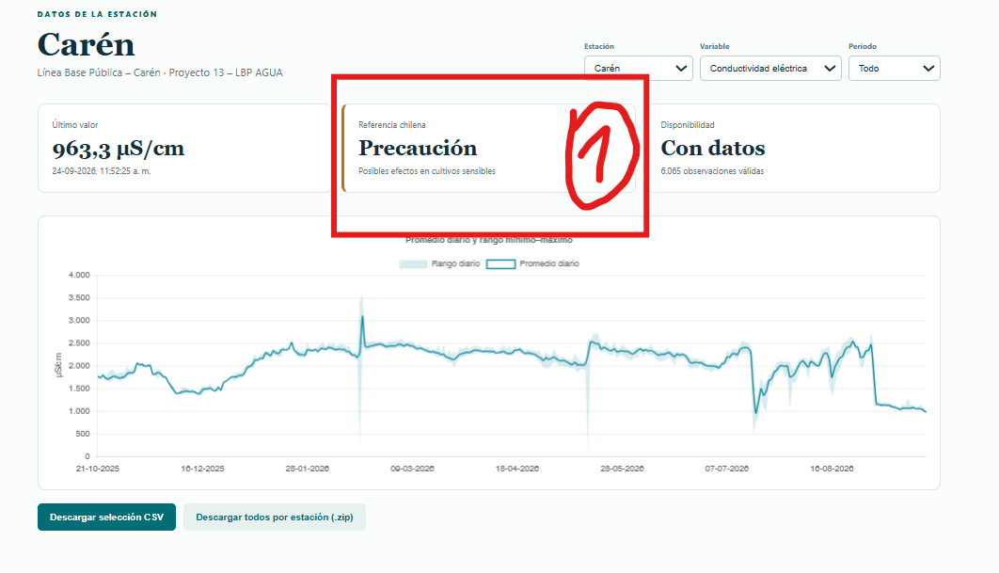 DATOS DE LA ESTACIÓN
Carén
Línea Base Pública – Carén · Proyecto 13 – LBP AGUA
Estación
Variable
Periodo
Carén
Conductividad eléctrica
Todo
Último valor
963,3 µS/cm
24-09-2026, 11:52:25 a. m.
Referencia chilena
Precaución
Posibles efectos en cultivos sensibles
1
Disponibilidad
Con datos
6.065 observaciones válidas
Promedio diario y rango mínimo–máximo
Rango diario
Promedio diario
µS/cm
4.000
3.500
3.000
2.500
2.000
1.500
1.000
500
0
21-10-2025
16-12-2025
28-01-2026
09-03-2026
18-04-2026
28-05-2026
07-07-2026
16-08-2026
Descargar selección CSV
Descargar todos por estación (.zip)